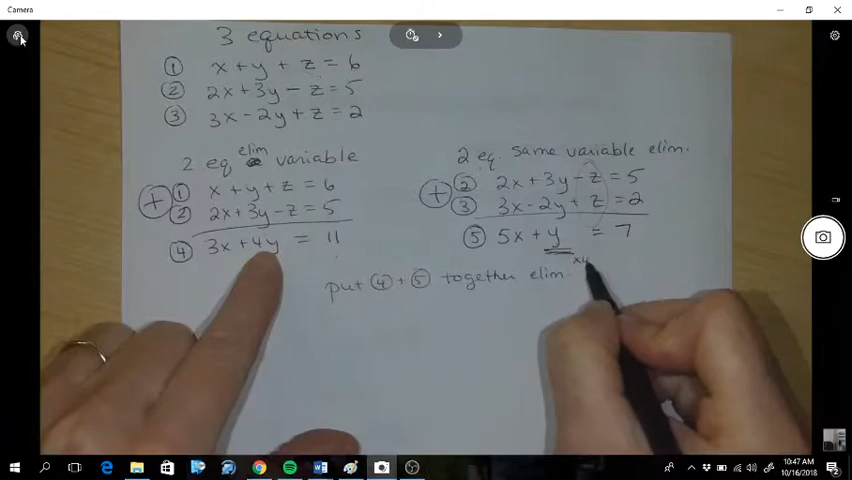 Camera
3 equations
① x + y + z = 6
② 2x + 3y - z = 5
③ 3x - 2y + z = 2
elim
2 eq variable
+ ① x + y + z = 6
② 2x + 3y - z = 5
④ 3x + 4y = 11
2 eq. same variable elim.
+ ② 2x + 3y - z = 5
③ 3x - 2y + z = 2
⑤ 5x + y = 7
x4
put ④ + ⑤ together elim.
10:47 AM
10/16/2018